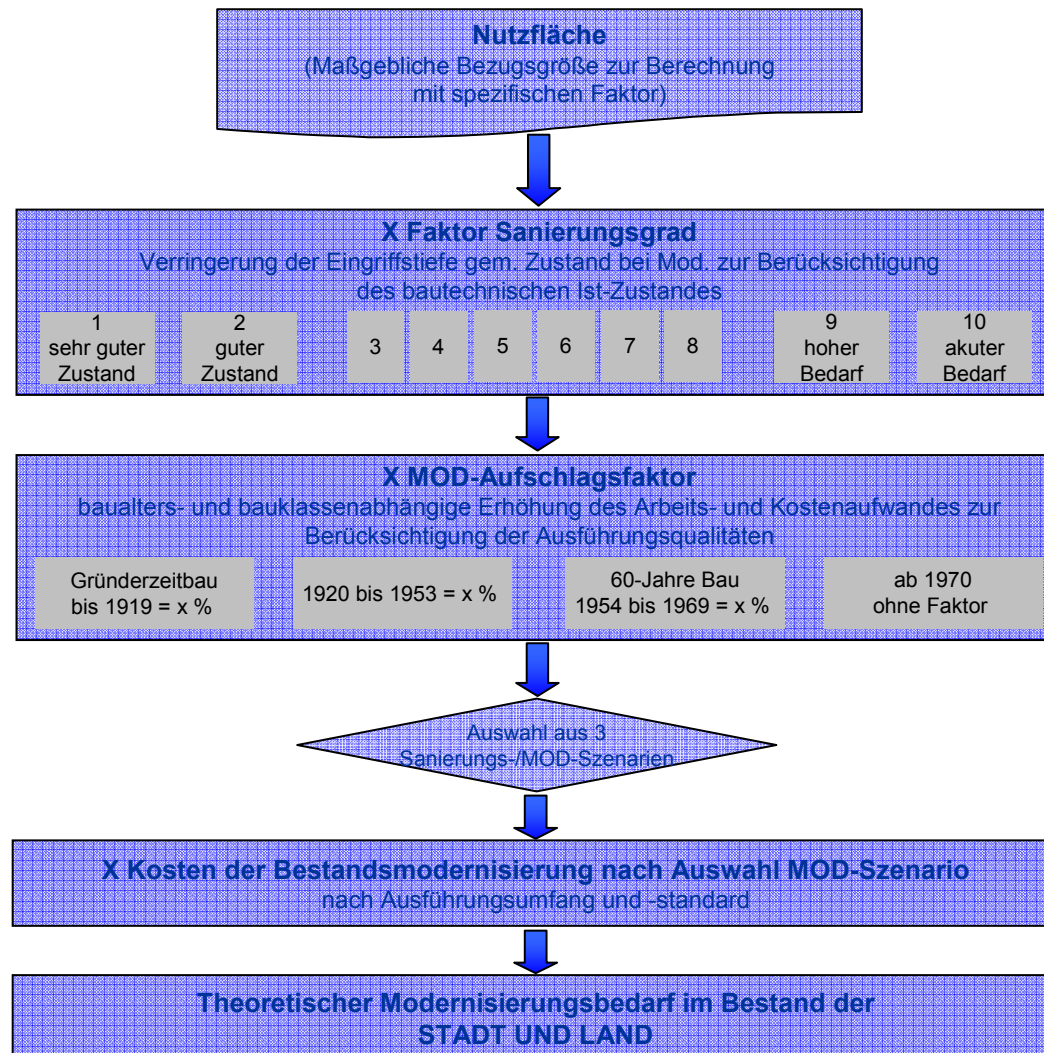 Nutzfläche
(Maßgebliche Bezugsgröße zur Berechnung
mit spezifischen Faktor)
X Faktor Sanierungsgrad
Verringerung der Eingriffstiefe gem. Zustand bei Mod. zur Berücksichtigung
des bautechnischen Ist-Zustandes
1
sehr guter
Zustand
2
guter
Zustand
3
4
5
6
7
8
9
hoher
Bedarf
10
akuter
Bedarf
X MOD-Aufschlagsfaktor
baualters- und bauklassenabhängige Erhöhung des Arbeits- und Kostenaufwandes zur
Berücksichtigung der Ausführungsqualitäten
Gründerzeitbau
bis 1919 = x %
1920 bis 1953 = x %
60-Jahre Bau
1954 bis 1969 = x %
ab 1970
ohne Faktor
Auswahl aus 3
Sanierungs-/MOD-Szenarien
X Kosten der Bestandsmodernisierung nach Auswahl MOD-Szenario
nach Ausführungsumfang und -standard
Theoretischer Modernisierungsbedarf im Bestand der
STADT UND LAND